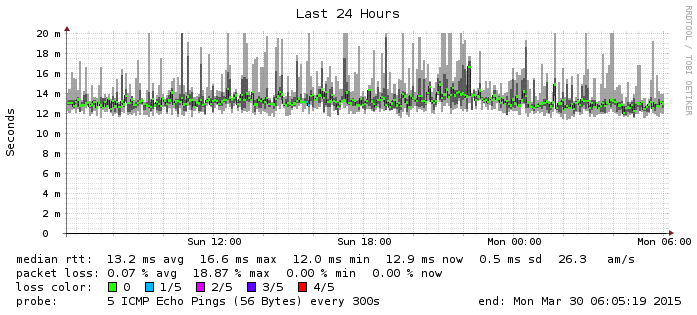 Last 24 Hours
RRDTOOL / TOBI OETIKER
Seconds
20 m
18 m
16 m
14 m
12 m
10 m
8 m
6 m
4 m
2 m
0
Sun 12:00 Sun 18:00 Mon 00:00 Mon 06:00
median rtt: 13.2 ms avg 16.6 ms max 12.0 ms min 12.9 ms now 0.5 ms sd 26.3 am/s
packet loss: 0.07 % avg 18.87 % max 0.00 % min 0.00 % now
loss color: 0 1/5 2/5 3/5 4/5
probe: 5 ICMP Echo Pings (56 Bytes) every 300s end: Mon Mar 30 06:05:19 2015